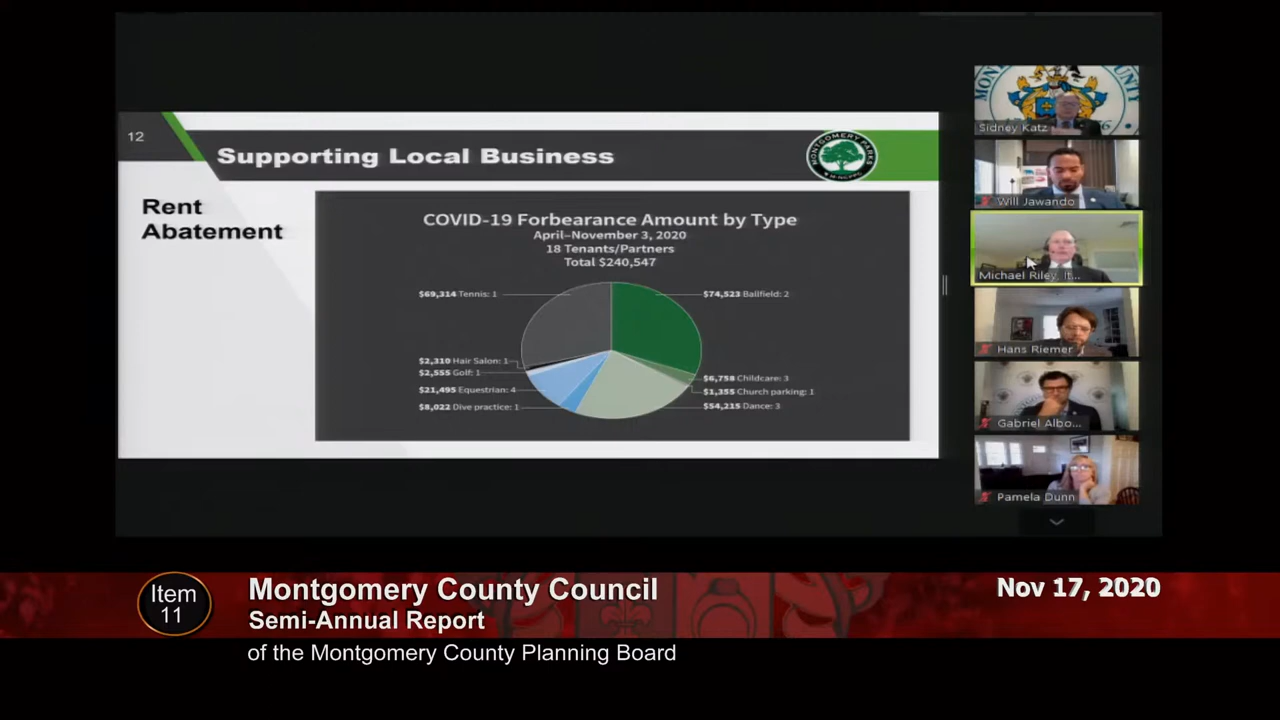 12
Supporting Local Business
MONTGOMERY PARKS
M-NCPPC
Rent
Abatement
COVID-19 Forbearance Amount by Type
April–November 3, 2020
18 Tenants/Partners
Total $240,547
$69,314 Tennis: 1
$74,523 Ballfield: 2
$2,310 Hair Salon: 1
$2,555 Golf: 1
$21,495 Equestrian: 4
$8,022 Dive practice: 1
$6,758 Childcare: 3
$1,355 Church parking: 1
$54,215 Dance: 3
Sidney Katz
Will Jawando
Michael Riley, It...
Hans Riemer
Gabriel Albo...
Pamela Dunn
Item
11
Montgomery County Council
Semi-Annual Report
of the Montgomery County Planning Board
Nov 17, 2020